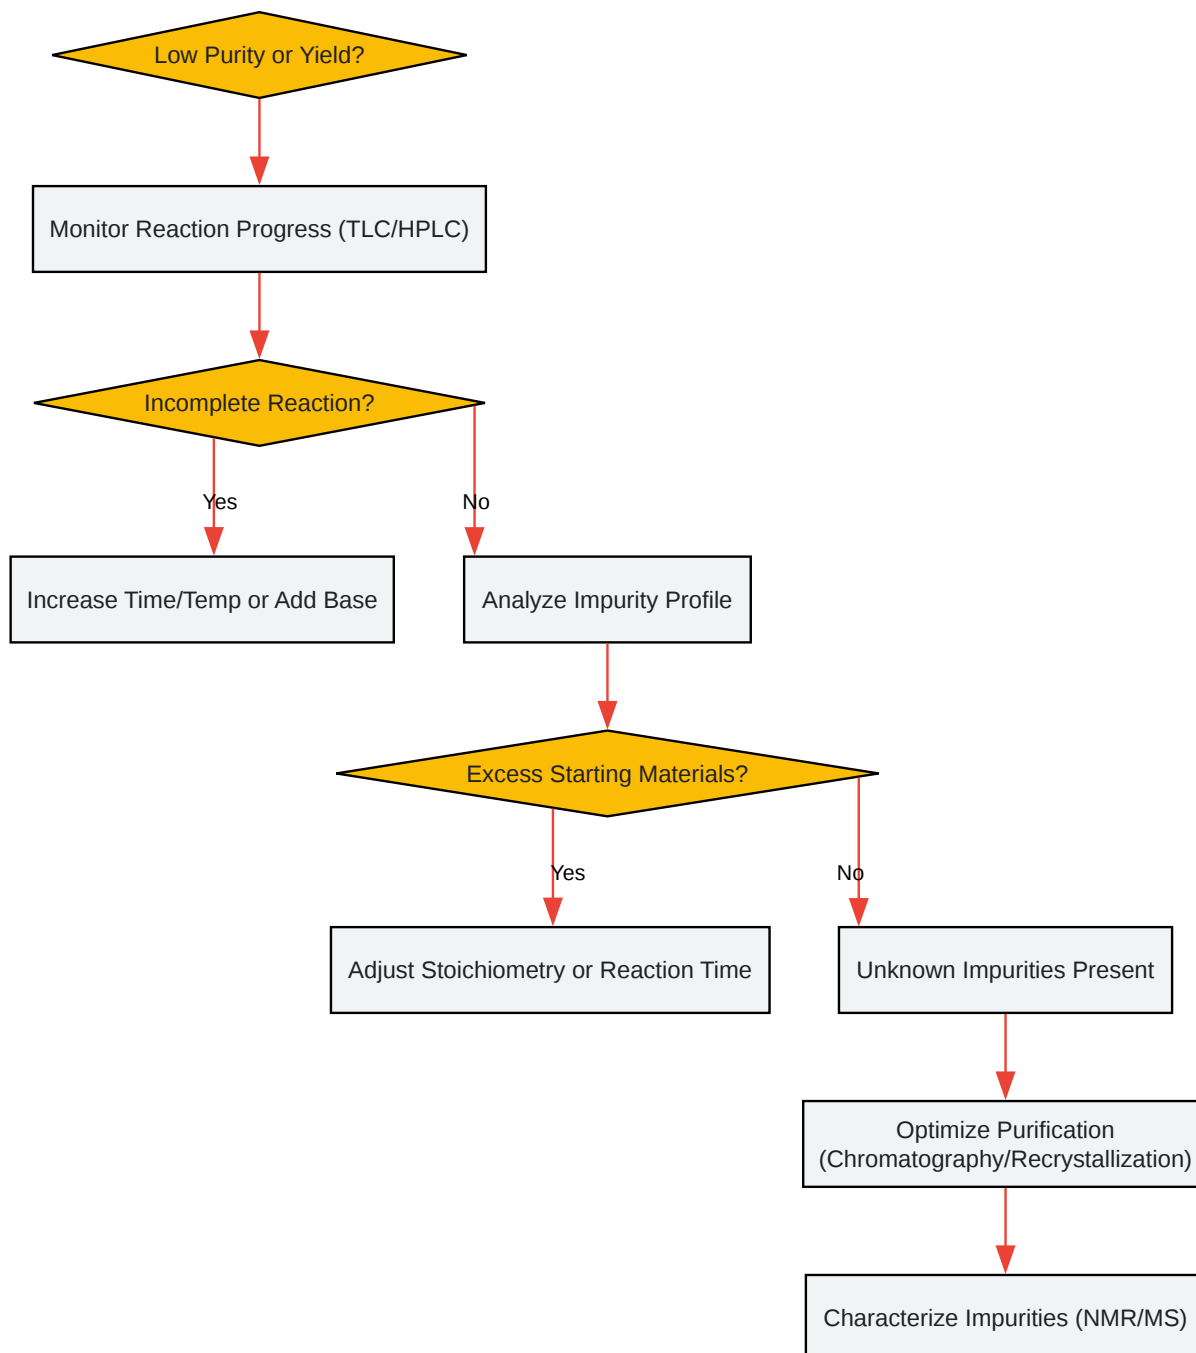 Low Purity or Yield?
Monitor Reaction Progress (TLC/HPLC)
Incomplete Reaction?
Yes
No
Increase Time/Temp or Add Base
Analyze Impurity Profile
Excess Starting Materials?
Yes
No
Adjust Stoichiometry or Reaction Time
Unknown Impurities Present
Optimize Purification
(Chromatography/Recrystallization)
Characterize Impurities (NMR/MS)